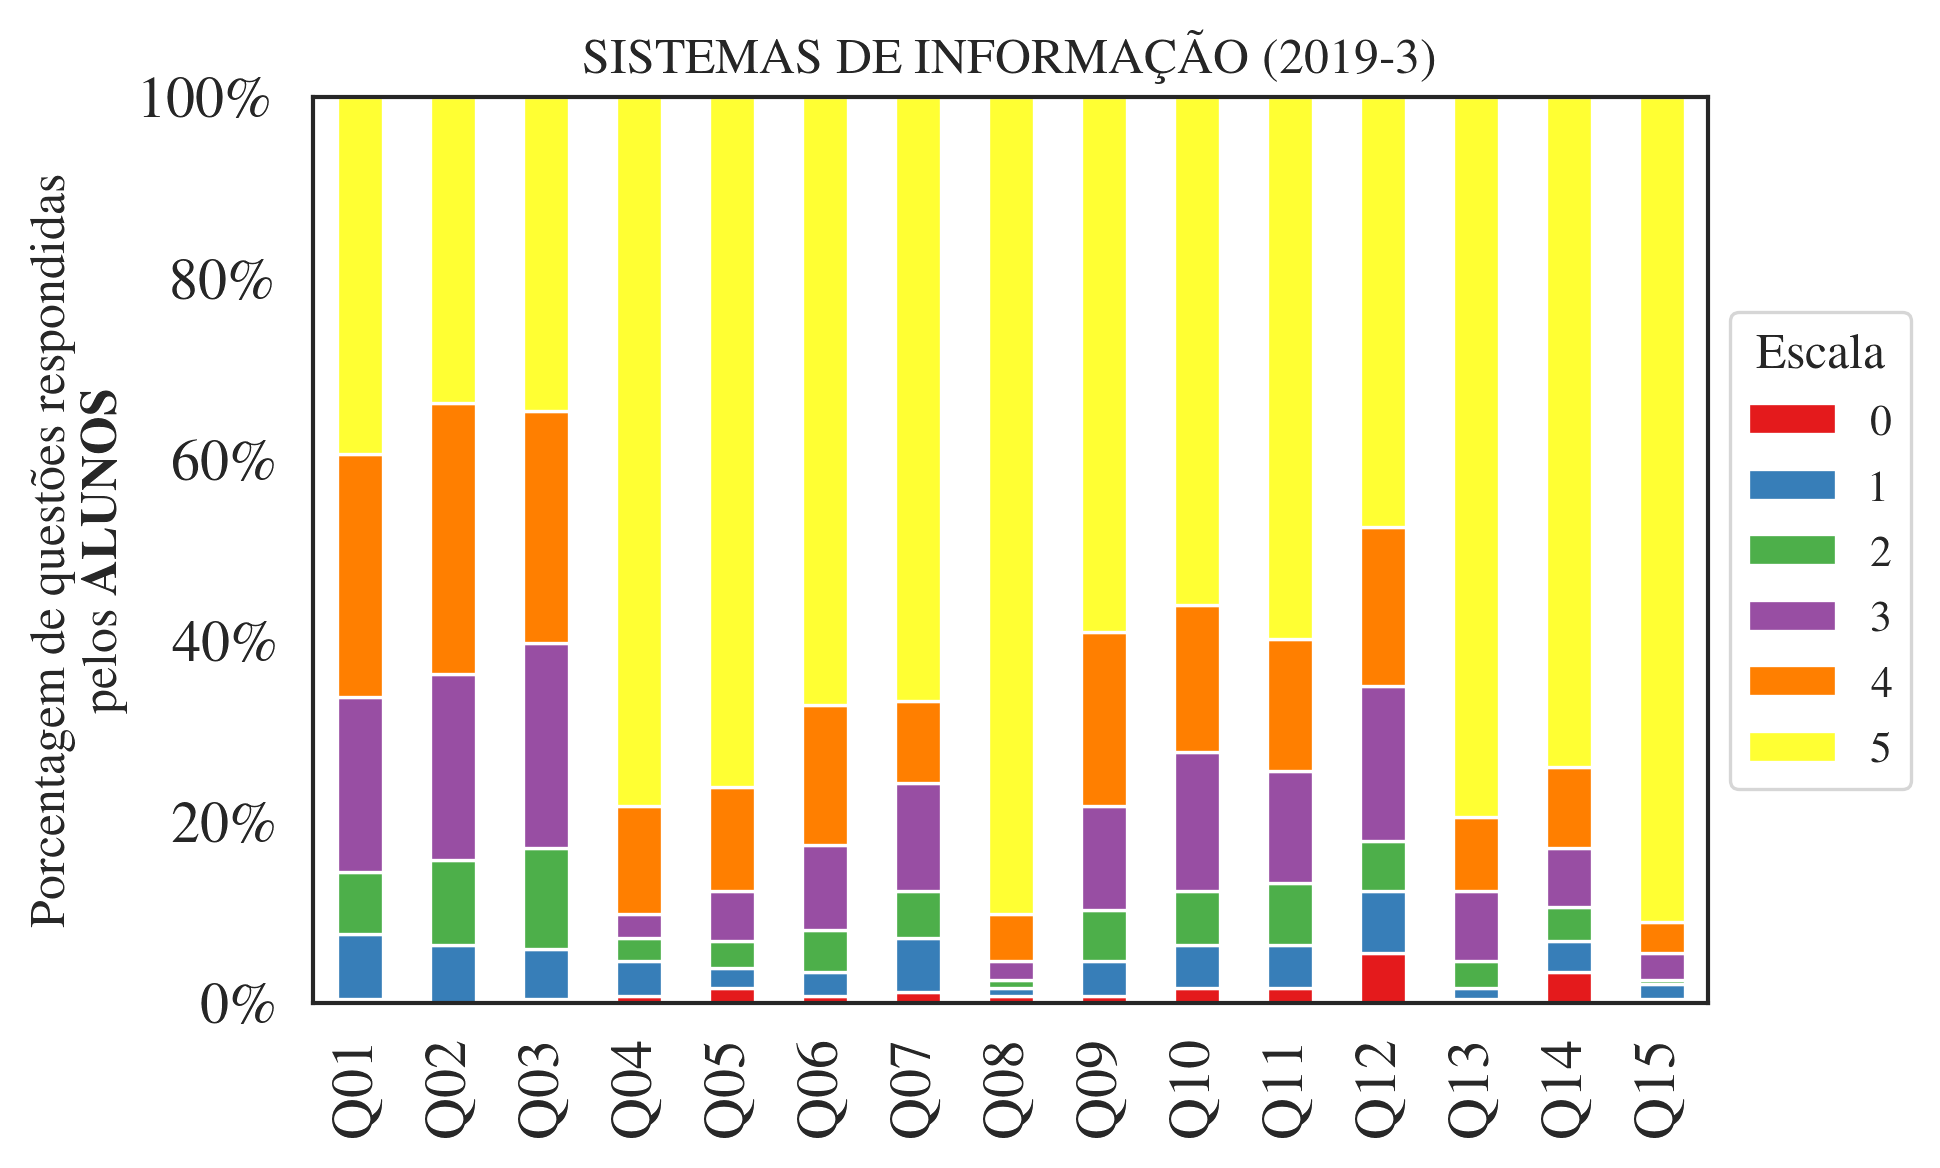 SISTEMAS DE INFORMAÇÃO (2019-3)
Porcentagem de questões respondidas
pelos ALUNOS
100%
80%
60%
40%
20%
0%
Q01
Q02
Q03
Q04
Q05
Q06
Q07
Q08
Q09
Q10
Q11
Q12
Q13
Q14
Q15
Escala
0
1
2
3
4
5